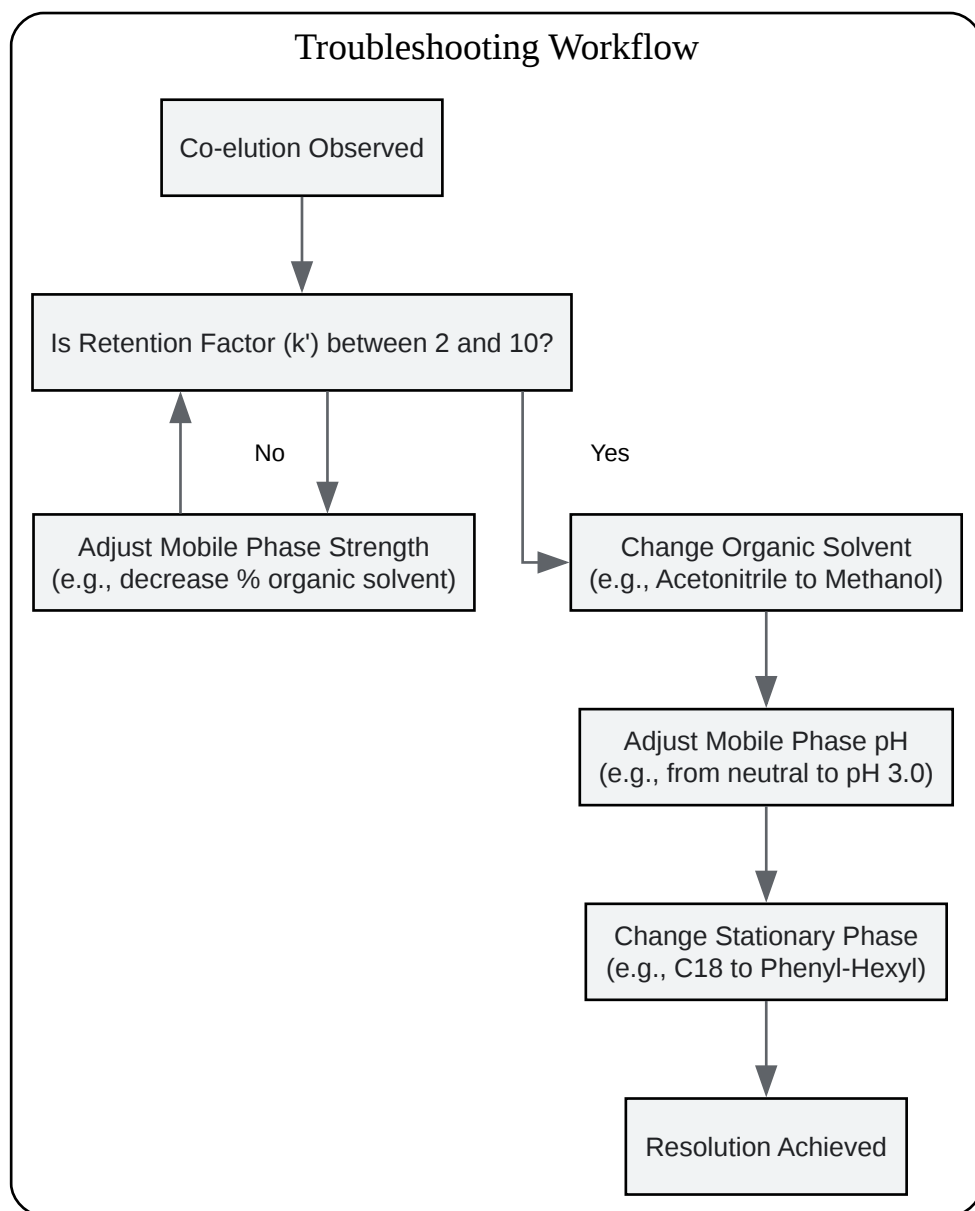 Troubleshooting Workflow
Co-elution Observed
Is Retention Factor (k') between 2 and 10?
No
Yes
Adjust Mobile Phase Strength
(e.g., decrease % organic solvent)
Change Organic Solvent
(e.g., Acetonitrile to Methanol)
Adjust Mobile Phase pH
(e.g., from neutral to pH 3.0)
Change Stationary Phase
(e.g., C18 to Phenyl-Hexyl)
Resolution Achieved